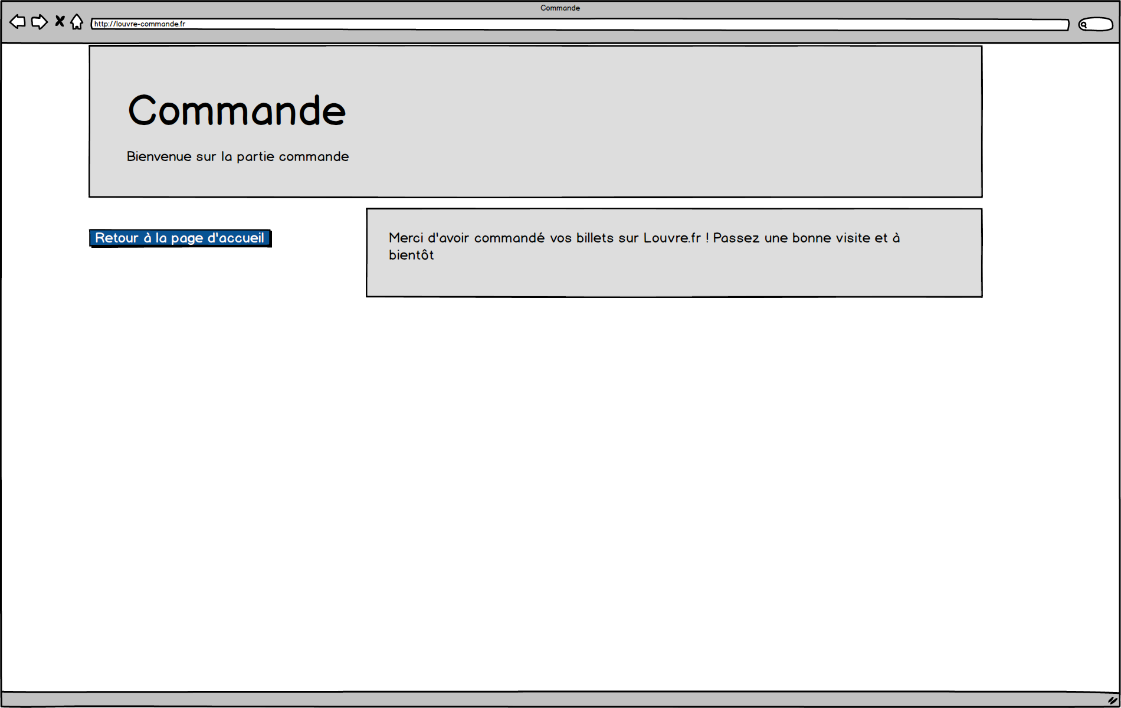 Commande
http://louvre-commande.fr
Commande
Bienvenue sur la partie commande
Retour à la page d'accueil
Merci d'avoir commandé vos billets sur Louvre.fr ! Passez une bonne visite et à
bientôt